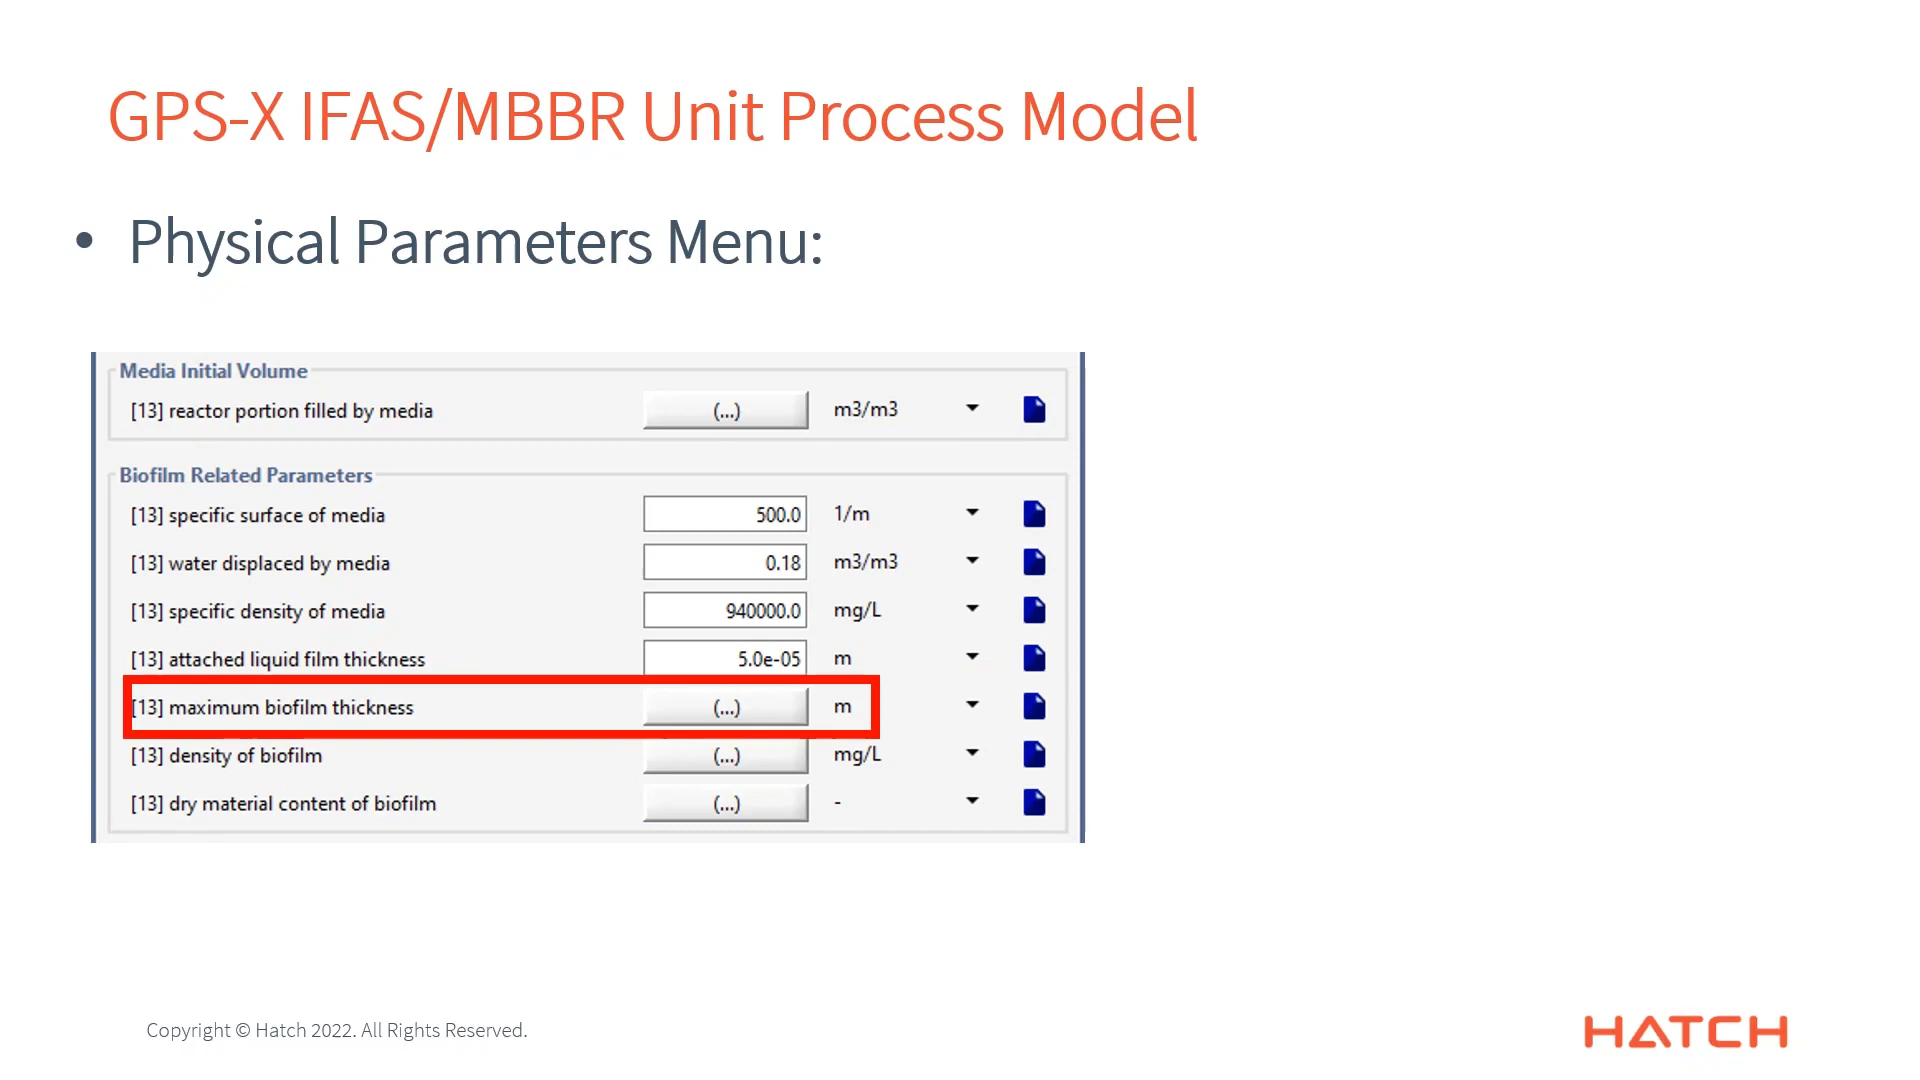 GPS-X IFAS/MBBR Unit Process Model
• Physical Parameters Menu:
Media Initial Volume
[13] reactor portion filled by media (...) m3/m3
Biofilm Related Parameters
[13] specific surface of media 500.0 1/m
[13] water displaced by media 0.18 m3/m3
[13] specific density of media 940000.0 mg/L
[13] attached liquid film thickness 5.0e-05 m
[13] maximum biofilm thickness (...) m
[13] density of biofilm (...) mg/L
[13] dry material content of biofilm (...) -
Copyright © Hatch 2022. All Rights Reserved.
HATCH